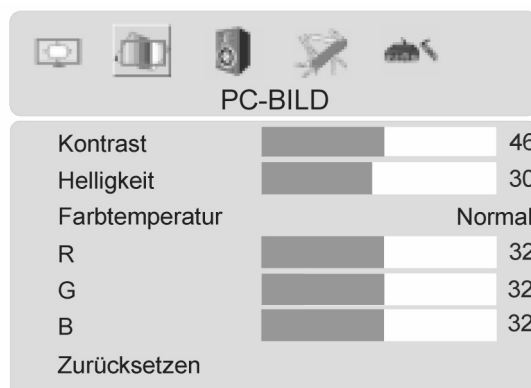 PC-BILD
Kontrast 46
Helligkeit 30
Farbtemperatur Normal
R 32
G 32
B 32
Zurücksetzen